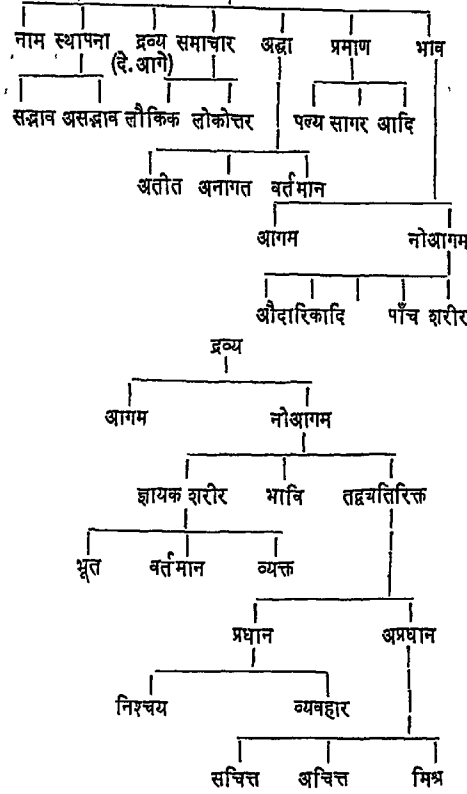 नाम स्थापना द्रव्य समाचार अद्धा प्रमाण भाव
(दे. आगे)
सद्भाव असद्भाव लौकिक लोकोत्तर पल्य सागर आदि
अतीत अनागत वर्तमान
आगम नोआगम
औदारिकादि पाँच शरीर
द्रव्य
आगम नोआगम
ज्ञायक शरीर भावि तद्वयतिरिक्त
भूत वर्तमान व्यक्त
प्रधान अप्रधान
निश्चय व्यवहार
सचित्त अचित्त मिश्र